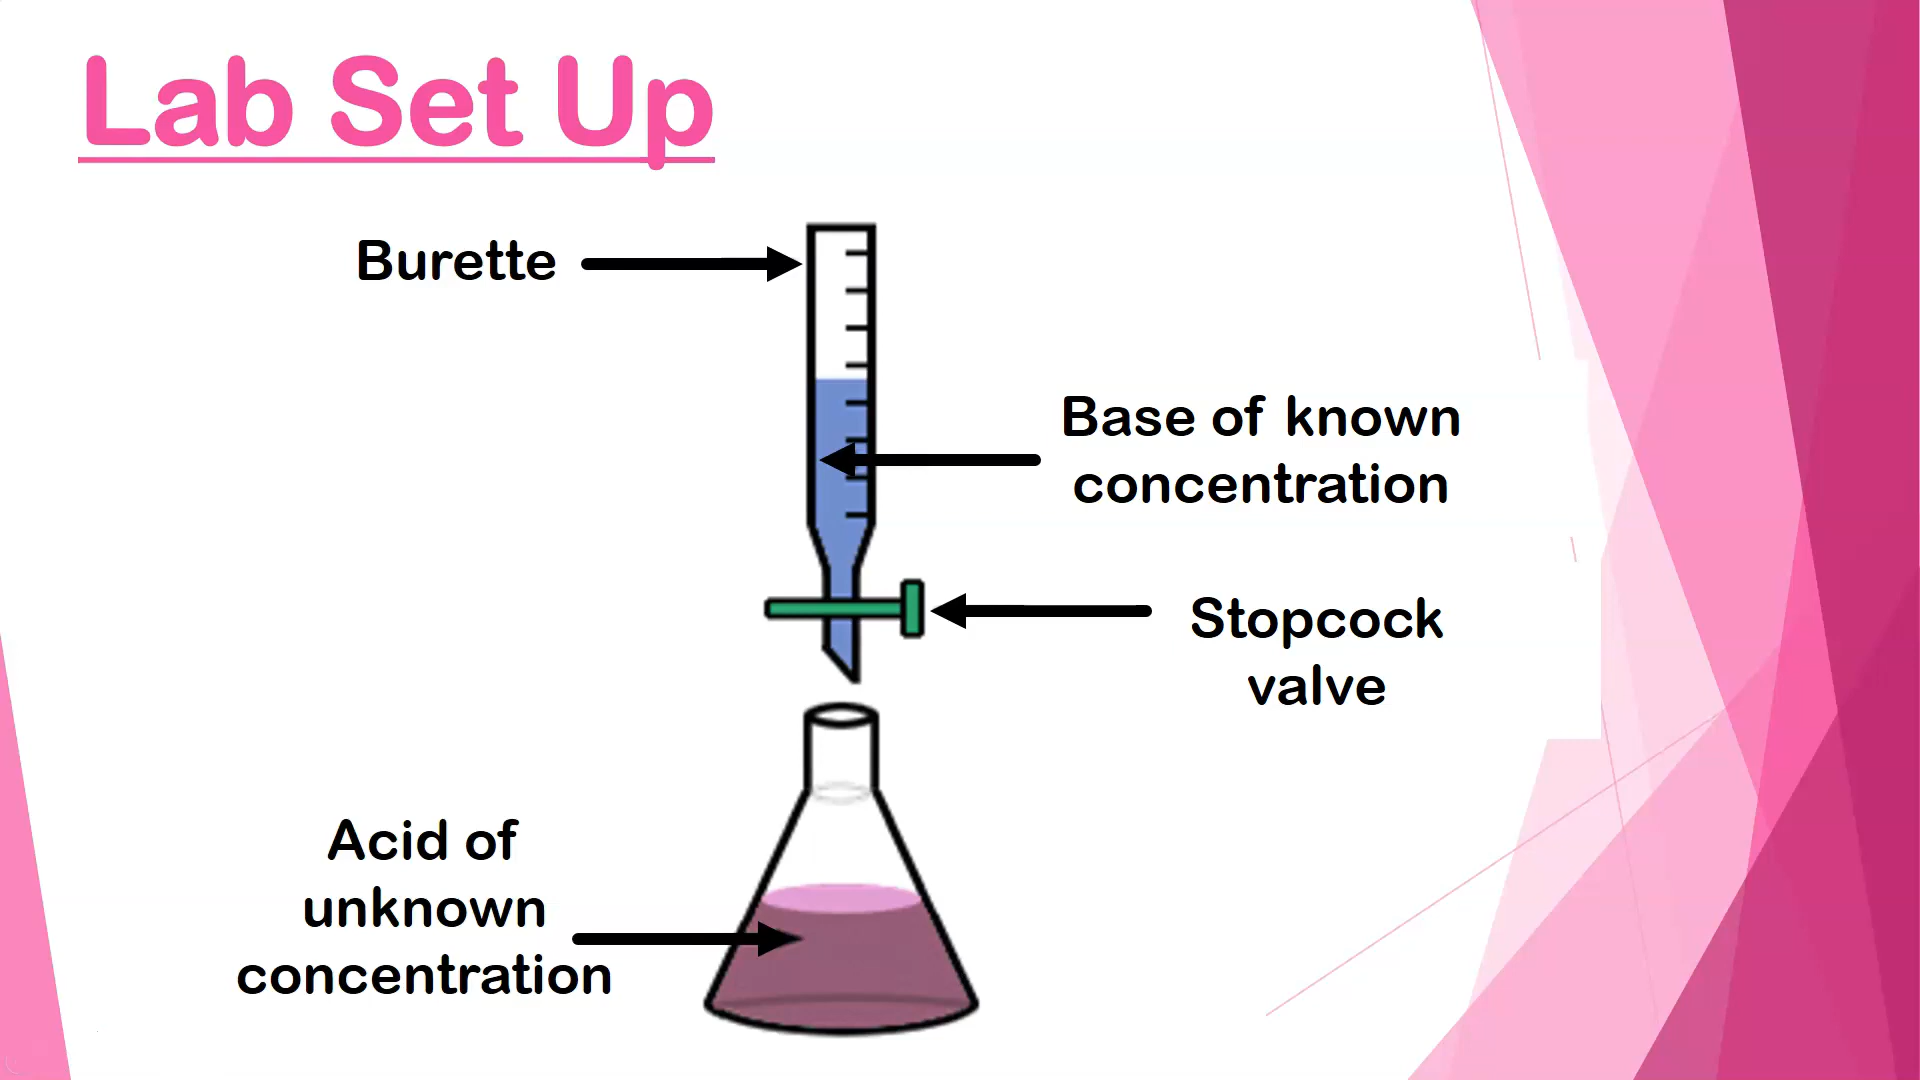 Lab Set Up
Burette
Base of known
concentration
Stopcock
valve
Acid of
unknown
concentration